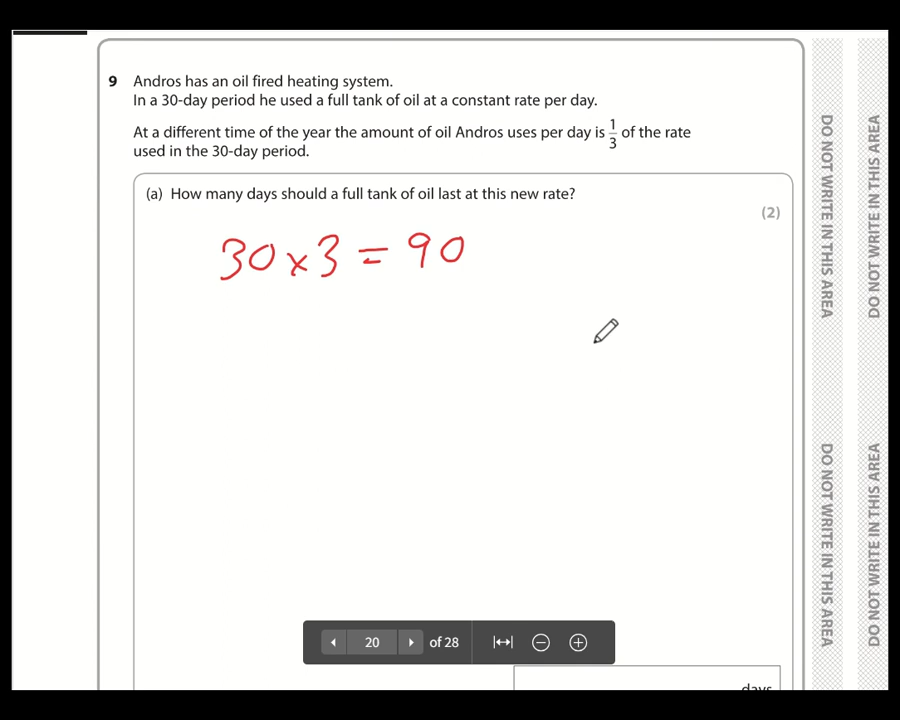 9 Andros has an oil fired heating system.
In a 30-day period he used a full tank of oil at a constant rate per day.
At a different time of the year the amount of oil Andros uses per day is 1/3 of the rate
used in the 30-day period.
(a) How many days should a full tank of oil last at this new rate?
(2)
30 × 3 = 90
20 of 28
days
DO NOT WRITE IN THIS AREA
DO NOT WRITE IN THIS AREA
DO NOT WRITE IN THIS AREA
DO NOT WRITE IN THIS AREA